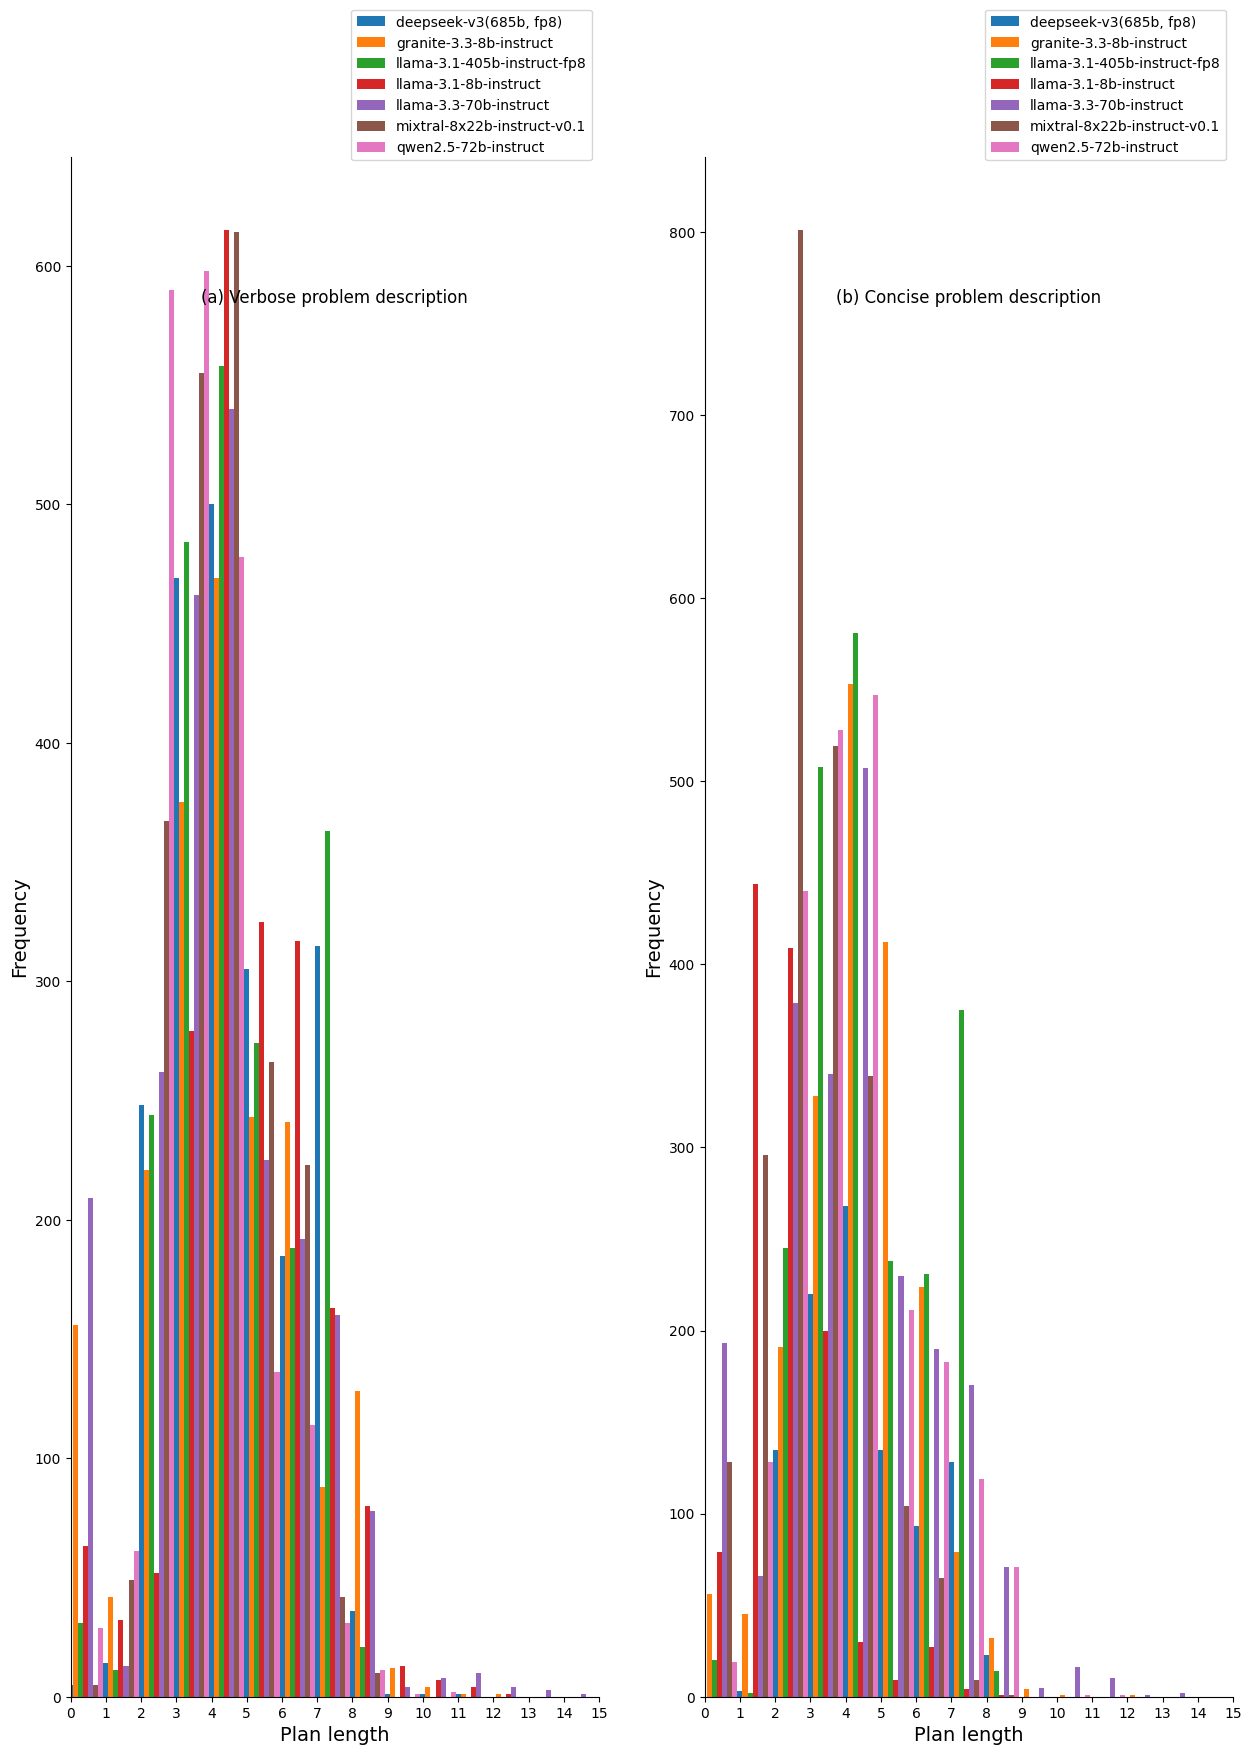 deepseek-v3(685b, fp8)
granite-3.3-8b-instruct
llama-3.1-405b-instruct-fp8
llama-3.1-8b-instruct
llama-3.3-70b-instruct
mixtral-8x22b-instruct-v0.1
qwen2.5-72b-instruct
(a) Verbose problem description
600
500
400
300
200
100
0
Frequency
0 1 2 3 4 5 6 7 8 9 10 11 12 13 14 15
Plan length
deepseek-v3(685b, fp8)
granite-3.3-8b-instruct
llama-3.1-405b-instruct-fp8
llama-3.1-8b-instruct
llama-3.3-70b-instruct
mixtral-8x22b-instruct-v0.1
qwen2.5-72b-instruct
(b) Concise problem description
800
700
600
500
400
300
200
100
0
Frequency
0 1 2 3 4 5 6 7 8 9 10 11 12 13 14 15
Plan length